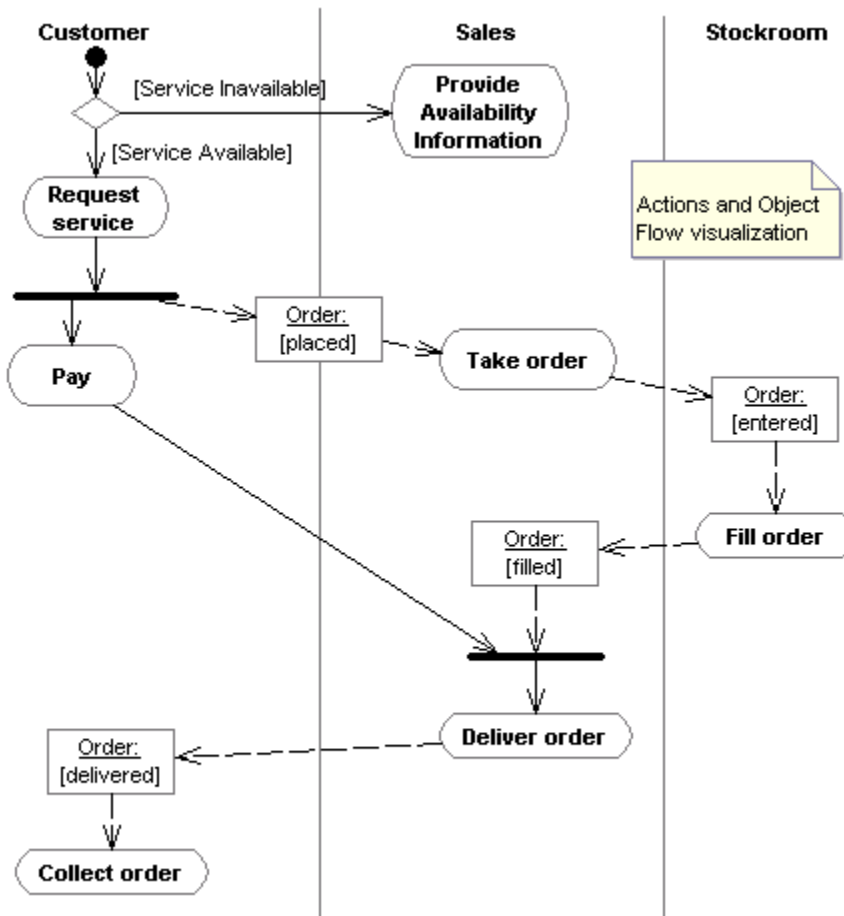 Customer
Sales
Stockroom
[Service Inavailable]
Provide
Availability
Information
[Service Available]
Request
service
Actions and Object
Flow visualization
Order:
[placed]
Pay
Take order
Order:
[entered]
Order:
[filled]
Fill order
Deliver order
Order:
[delivered]
Collect order